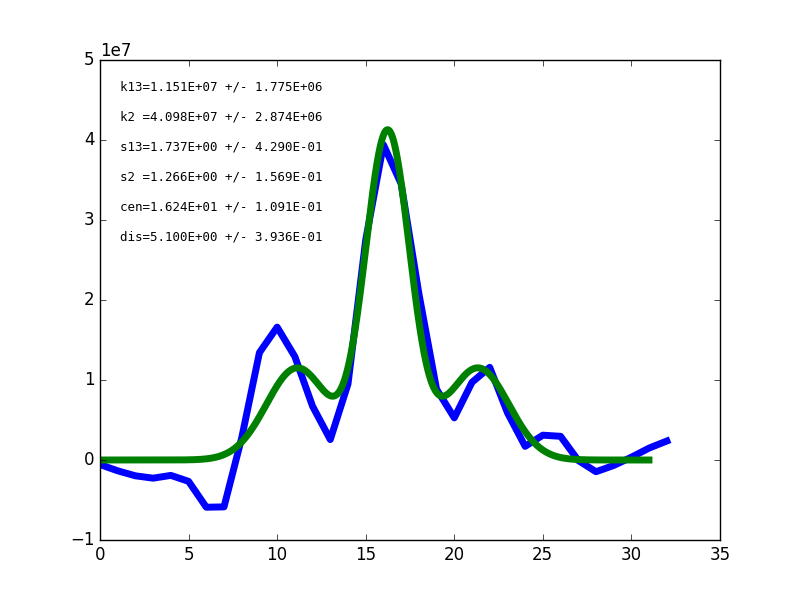 1e7
5
k13=1.151E+07 +/- 1.775E+06
k2 =4.098E+07 +/- 2.874E+06
4
s13=1.737E+00 +/- 4.290E-01
s2 =1.266E+00 +/- 1.569E-01
cen=1.624E+01 +/- 1.091E-01
3
dis=5.100E+00 +/- 3.936E-01
2
1
0
−1
0 5 10 15 20 25 30 35